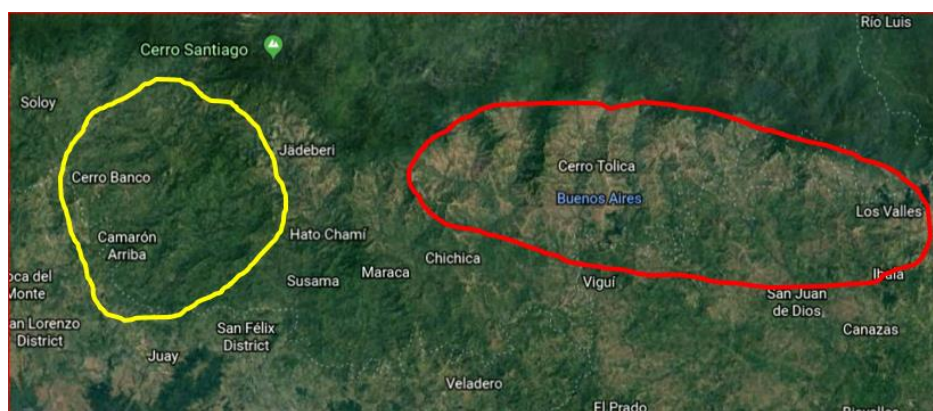 Río Luis
Cerro Santiago
Soloy
Jädeberí
Cerro Tolica
Cerro Banco
Buenos Aires
Los Valles
Camarón
Arriba
Hato Chamí
Chichica
Maraca
Susama
oca del
Monte
Viguí
Ibala
San Juan
de Dios
an Lorenzo
District
San Félix
District
Canazas
Juay
Veladero
El Prado